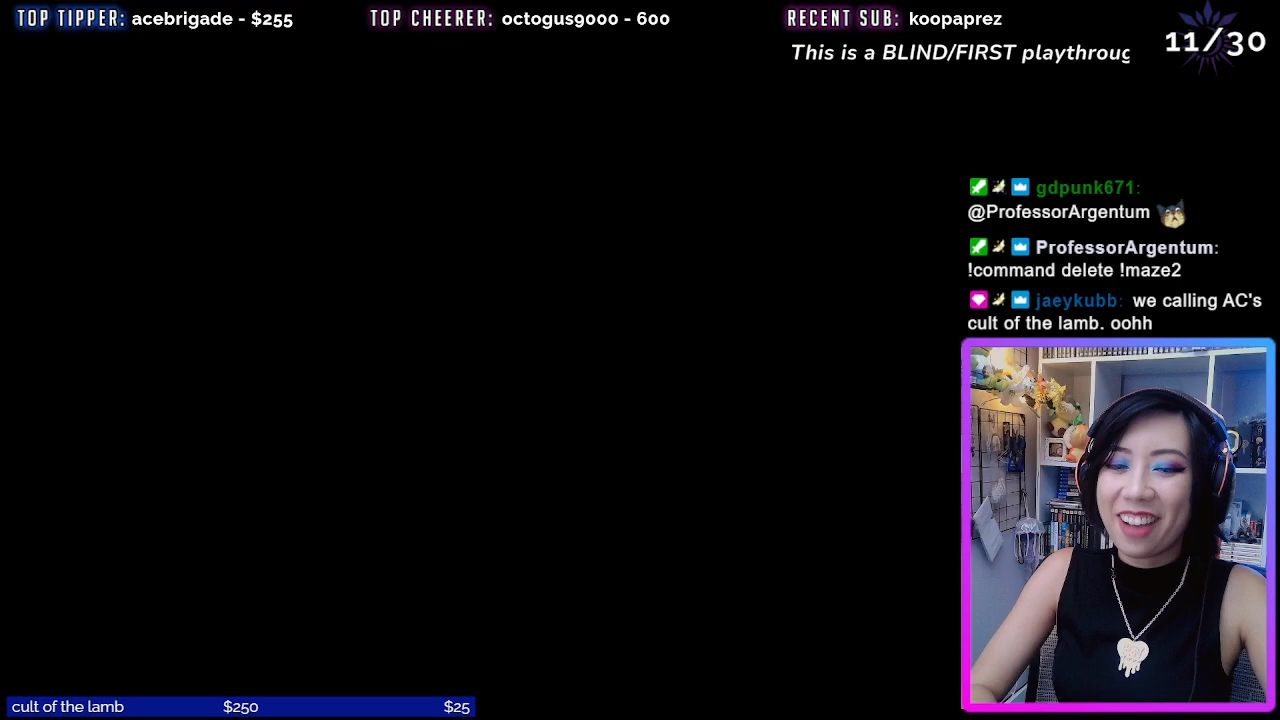 TOP TIPPER: acebrigade - $255
TOP CHEERER: octogus9000 - 600
RECENT SUB: koopaprez
This is a BLIND/FIRST playthroug
11/30
gdpunk671:
@ProfessorArgentum
ProfessorArgentum:
!command delete !maze2
jaeykubb: we calling AC's
cult of the lamb. oohh
cult of the lamb $250 $25